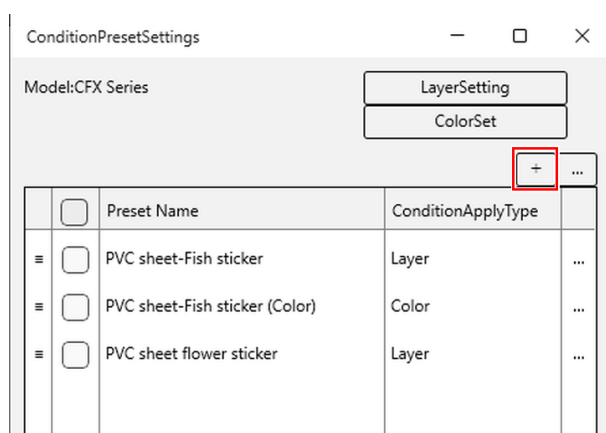 ConditionPresetSettings
Model:CFX Series
LayerSetting
ColorSet
+ ...
Preset Name ConditionApplyType
≡ PVC sheet-Fish sticker Layer ...
≡ PVC sheet-Fish sticker (Color) Color ...
≡ PVC sheet flower sticker Layer ...